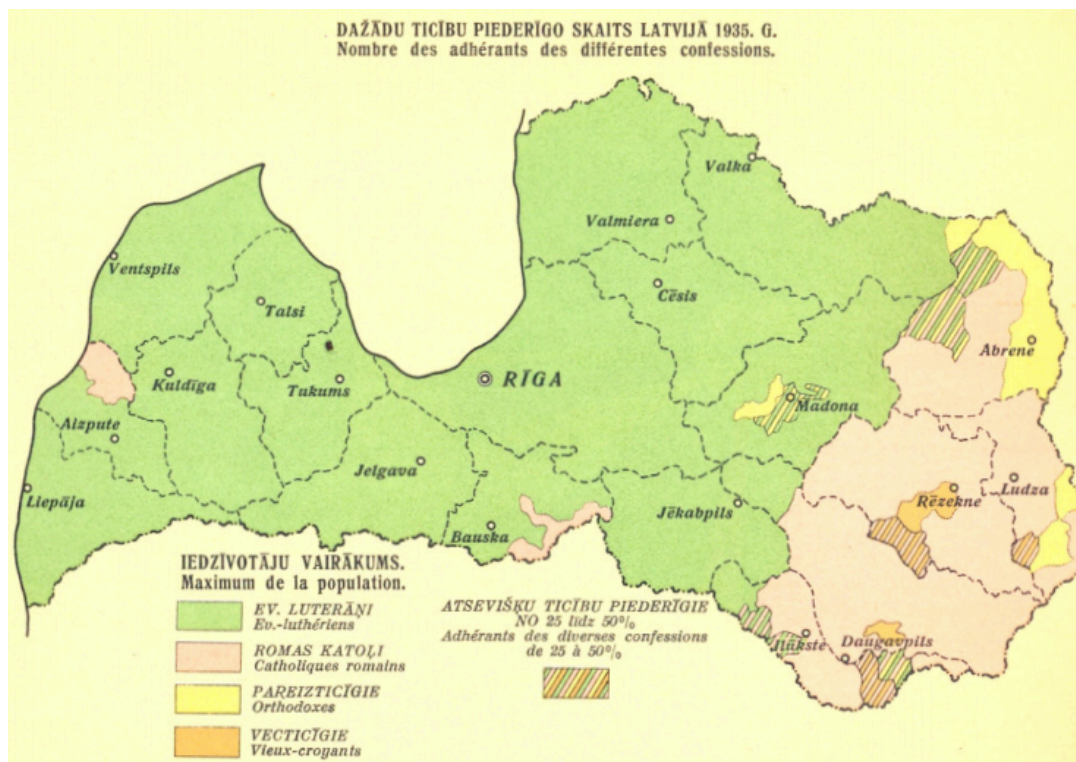 DAŽĀDU TICĪBU PIEDERĪGO SKAITS LATVIJĀ 1935. G.
Nombre des adhérants des différentes confessions.
Valka
Valmiera
Ventspils
Cēsis
Talsi
Abrene
Kuldīga
Tukums
RĪGA
Madona
Aizpute
Jelgava
Liepāja
Rēzekne
Ludza
Jēkabpils
Bauska
IEDZĪVOTĀJU VAIRĀKUMS.
Maximum de la population.
EV. LUTERĀŅI
Ev.-luthériens
ROMAS KATOĻI
Catholiques romains
PAREIZTICĪGIE
Orthodoxes
VECTICĪGIE
Vieux-croyants
ATSEVIŠĶU TICĪBU PIEDERĪGIE
NO 25 līdz 50%
Adhérants des diverses confessions
de 25 à 50%
Ilūkste
Daugavpils